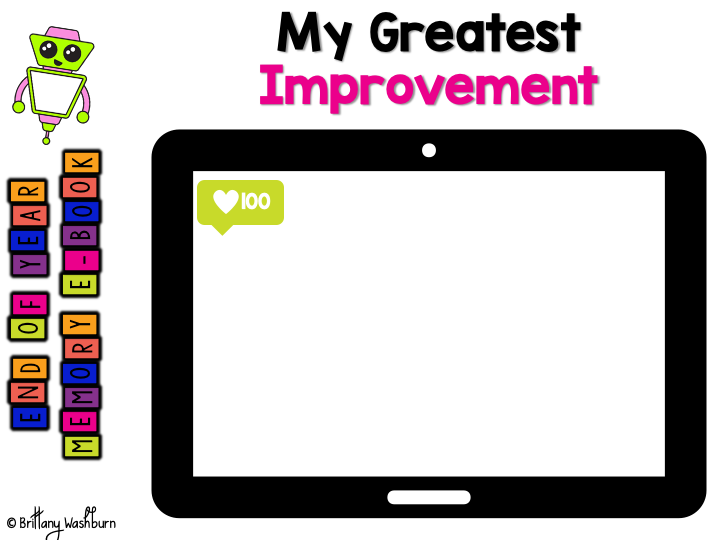 My Greatest
Improvement
100
END OF YEAR
MEMORY E-BOOK
© Brittany Washburn